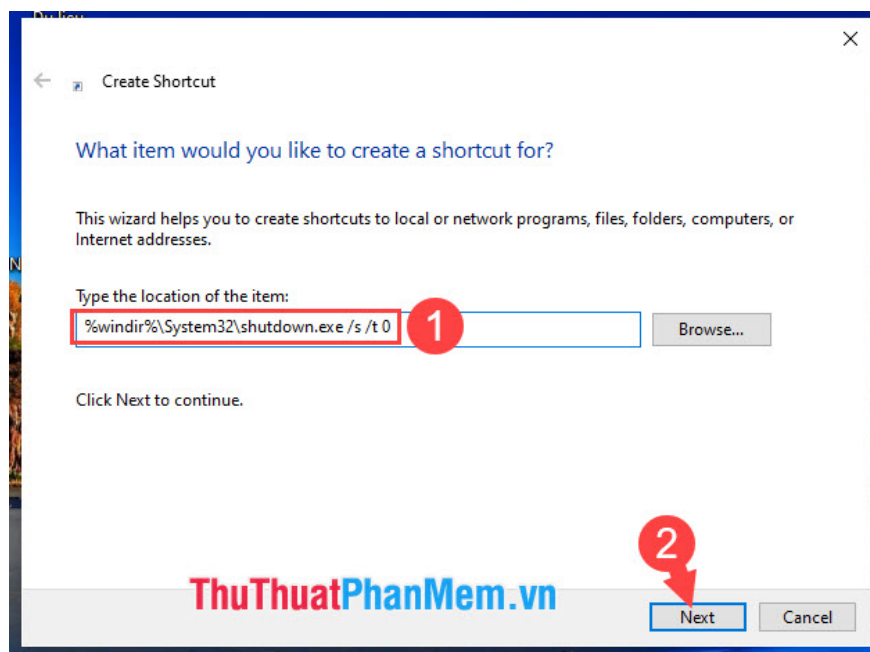 Create Shortcut
What item would you like to create a shortcut for?
This wizard helps you to create shortcuts to local or network programs, files, folders, computers, or
Internet addresses.
Type the location of the item:
%windir%\System32\shutdown.exe /s /t 0
1
Browse...
Click Next to continue.
2
ThuThuatPhanMem.vn
Next
Cancel